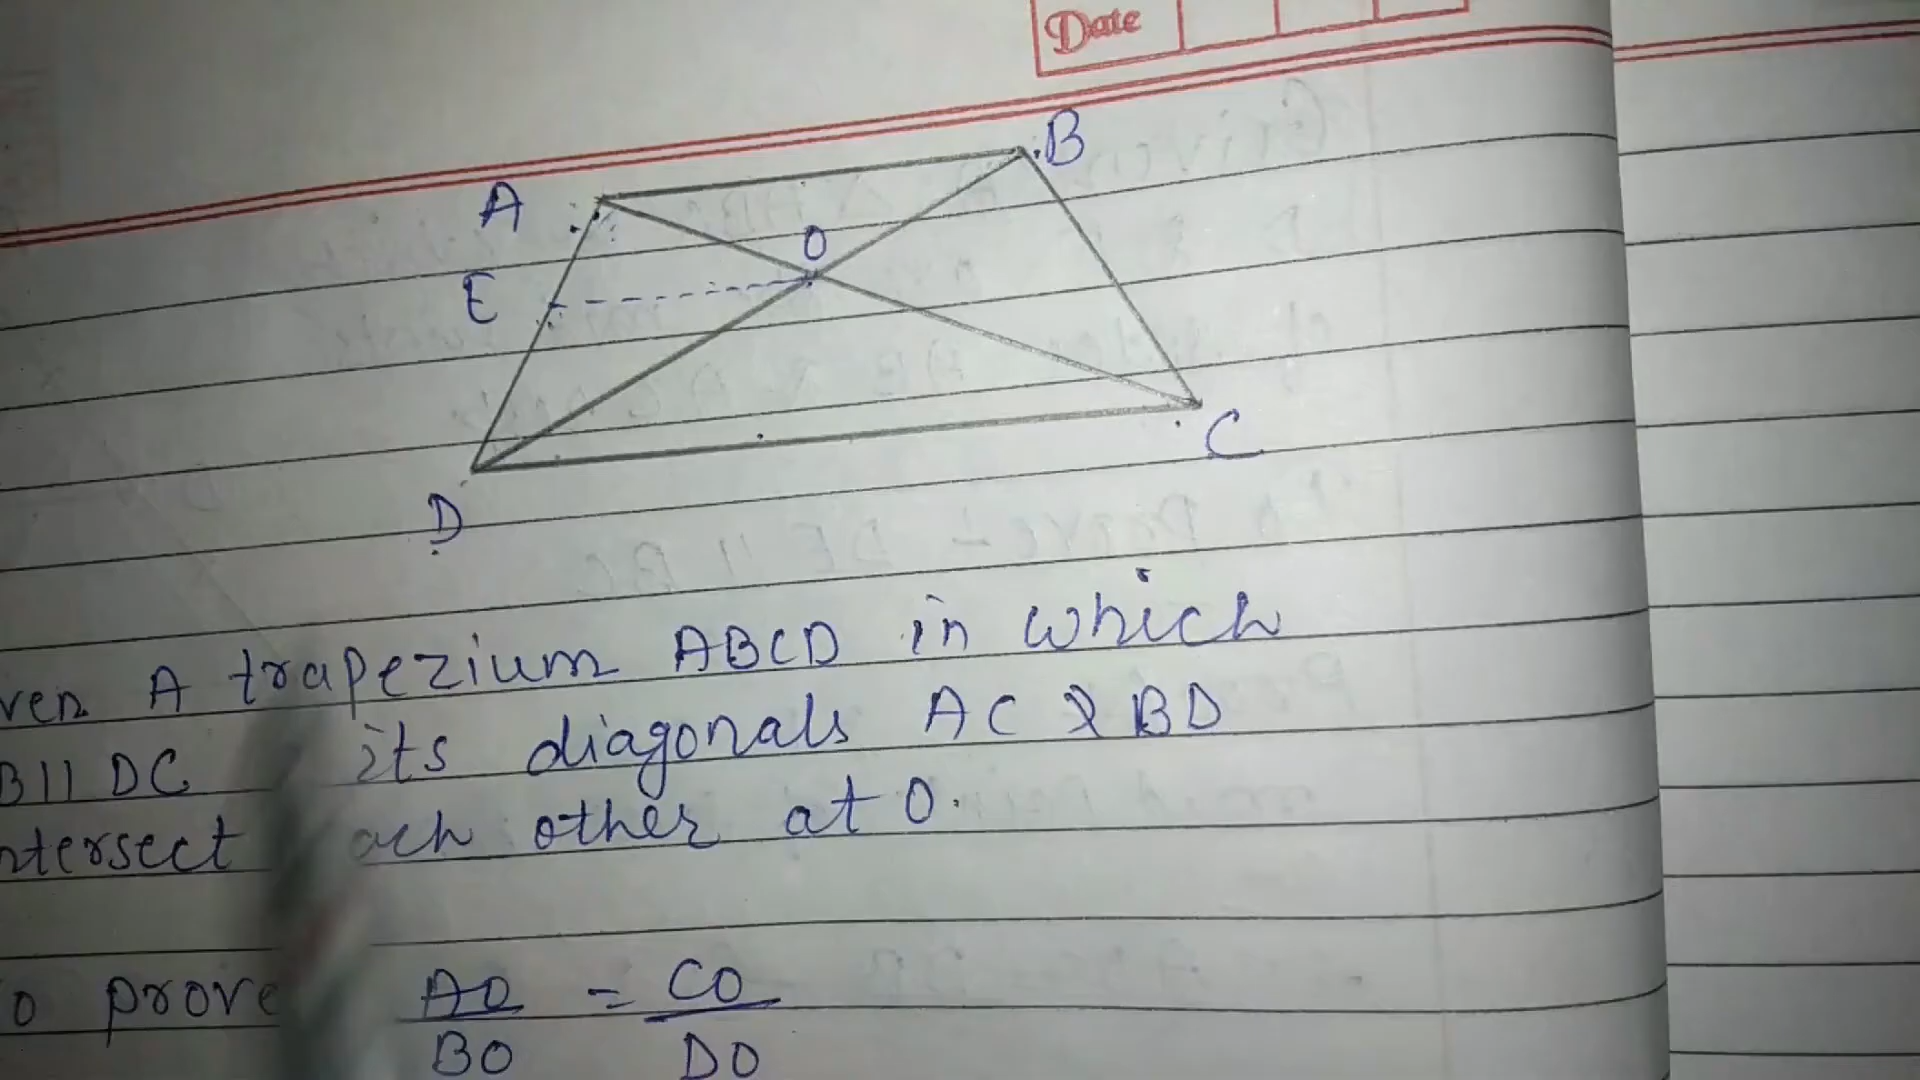 Date
B
A
O
E
C
D
ven A trapezium ABCD in which
B || DC its diagonals AC & BD
ntersect ach other at O.
o prove AO = CO
BO DO